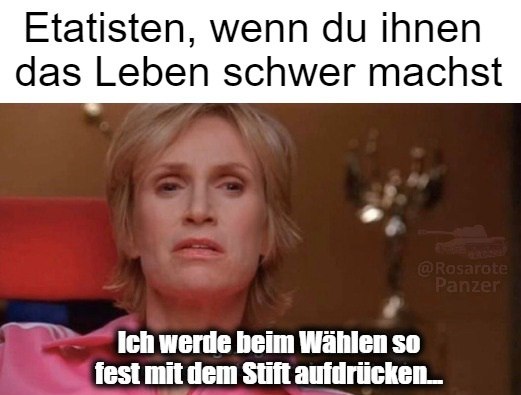 Etatisten, wenn du ihnen
das Leben schwer machst
@Rosarote
Panzer
Ich werde beim Wählen so
fest mit dem Stift aufdrücken...